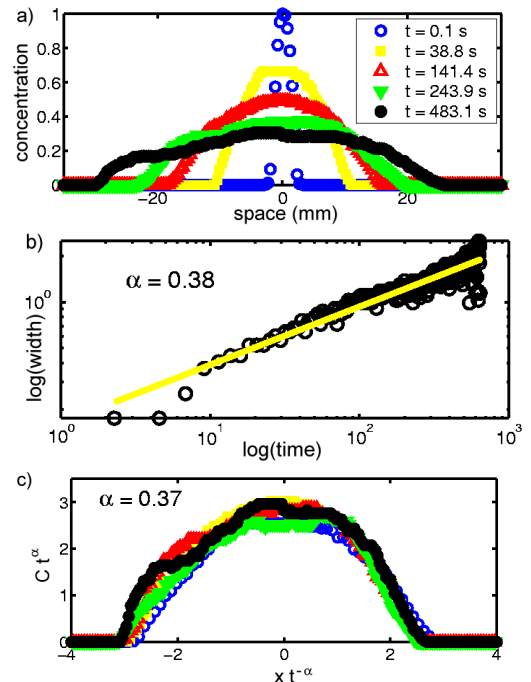 a)
concentration
1
0.8
0.6
0.4
0.2
0
t = 0.1 s
t = 38.8 s
t = 141.4 s
t = 243.9 s
t = 483.1 s
−20 0 20
space (mm)
b)
α = 0.38
log(width)
10^0
10^0 10^1 10^2 10^3
log(time)
c)
α = 0.37
C t^α
3
2
1
0
−4 −2 0 2 4
x t^−α